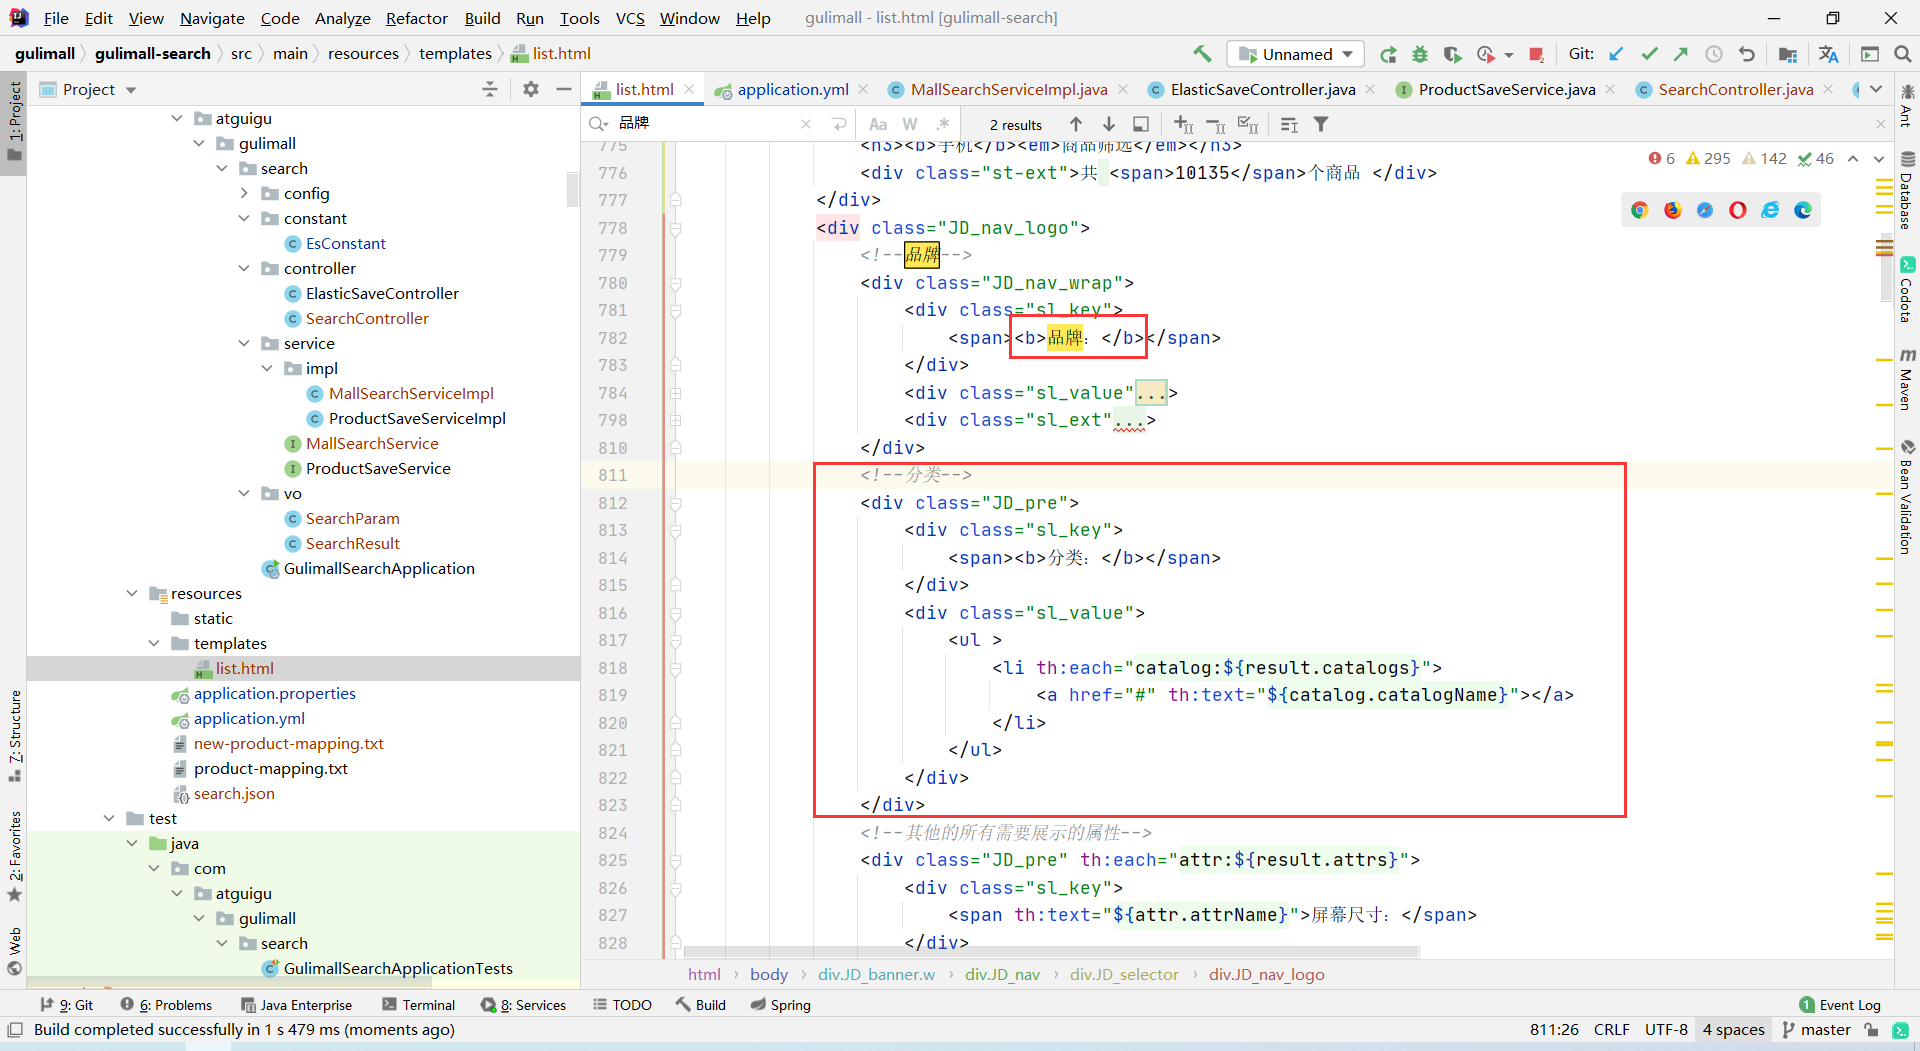 File Edit View Navigate Code Analyze Refactor Build Run Tools VCS Window Help gulimall - list.html [gulimall-search]
gulimall gulimall-search src main resources templates list.html Unnamed Git:
Project
list.html application.yml MallSearchServiceImpl.java ElasticSaveController.java ProductSaveService.java SearchController.java
品牌 Aa W .* 2 results
1: Project
7: Structure
2: Favorites
Web
atguigu
gulimall
search
config
constant
EsConstant
controller
ElasticSaveController
SearchController
service
impl
MallSearchServiceImpl
ProductSaveServiceImpl
MallSearchService
ProductSaveService
vo
SearchParam
SearchResult
GulimallSearchApplication
resources
static
templates
list.html
application.properties
application.yml
new-product-mapping.txt
product-mapping.txt
search.json
test
java
com
atguigu
gulimall
search
GulimallSearchApplicationTests
6 295 142 46
775 <h3><b>手机</b><em>商品筛选</em></h3>
776 <div class="st-ext">共 <span>10135</span>个商品 </div>
777 </div>
778 <div class="JD_nav_logo">
779 <!--品牌-->
780 <div class="JD_nav_wrap">
781 <div class="sl_key">
782 <span><b>品牌：</b></span>
783 </div>
784 <div class="sl_value"...>
798 <div class="sl_ext"...>
810 </div>
811 <!--分类-->
812 <div class="JD_pre">
813 <div class="sl_key">
814 <span><b>分类：</b></span>
815 </div>
816 <div class="sl_value">
817 <ul >
818 <li th:each="catalog:${result.catalogs}">
819 <a href="#" th:text="${catalog.catalogName}"></a>
820 </li>
821 </ul>
822 </div>
823 </div>
824 <!--其他的所有需要展示的属性-->
825 <div class="JD_pre" th:each="attr:${result.attrs}">
826 <div class="sl_key">
827 <span th:text="${attr.attrName}">屏幕尺寸：</span>
828 </div>
html body div.JD_banner.w div.JD_nav div.JD_selector div.JD_nav_logo
Ant
Database
Codota
Maven
Bean Validation
9: Git 6: Problems Java Enterprise Terminal 8: Services TODO Build Spring 1 Event Log
Build completed successfully in 1 s 479 ms (moments ago) 811:26 CRLF UTF-8 4 spaces master